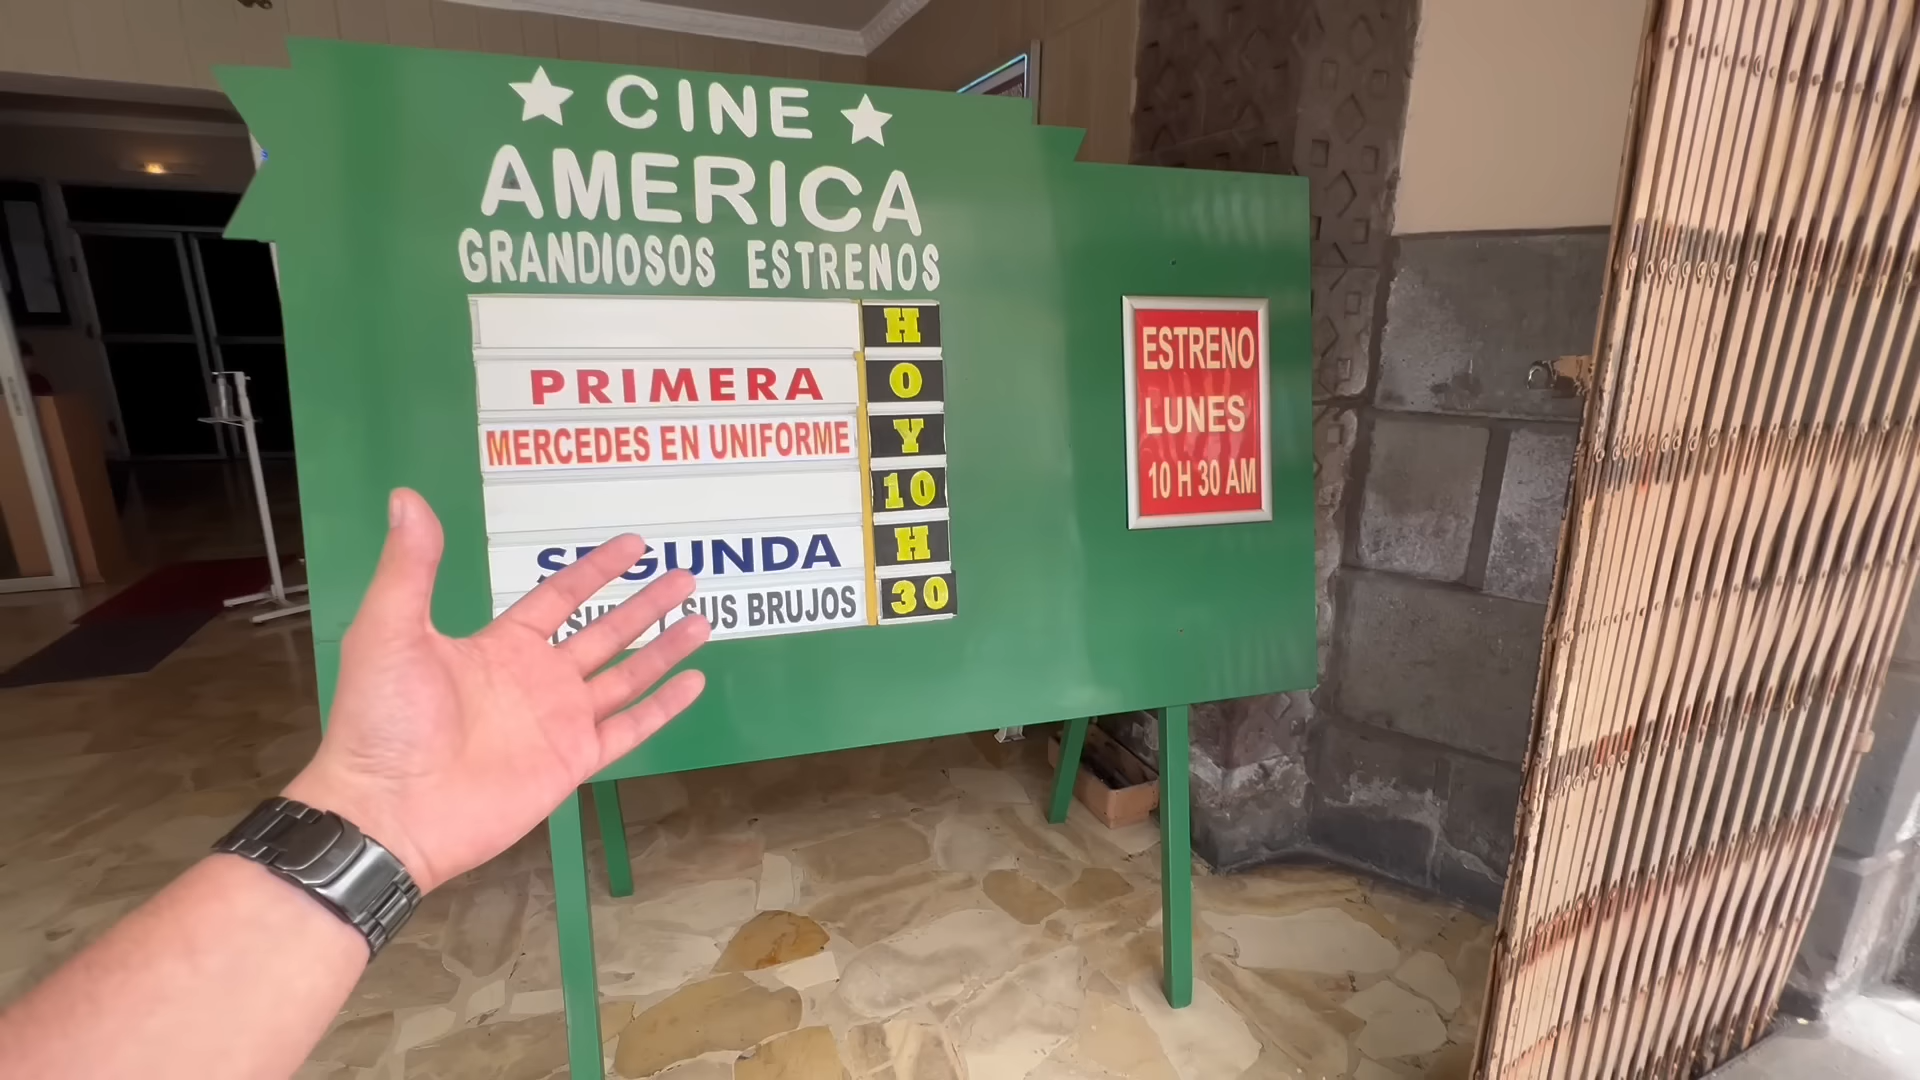 CINE
AMERICA
GRANDIOSOS ESTRENOS
PRIMERA
MERCEDES EN UNIFORME
SEGUNDA
Y SUS BRUJOS
H
O
Y
10
H
30
ESTRENO
LUNES
10 H 30 AM